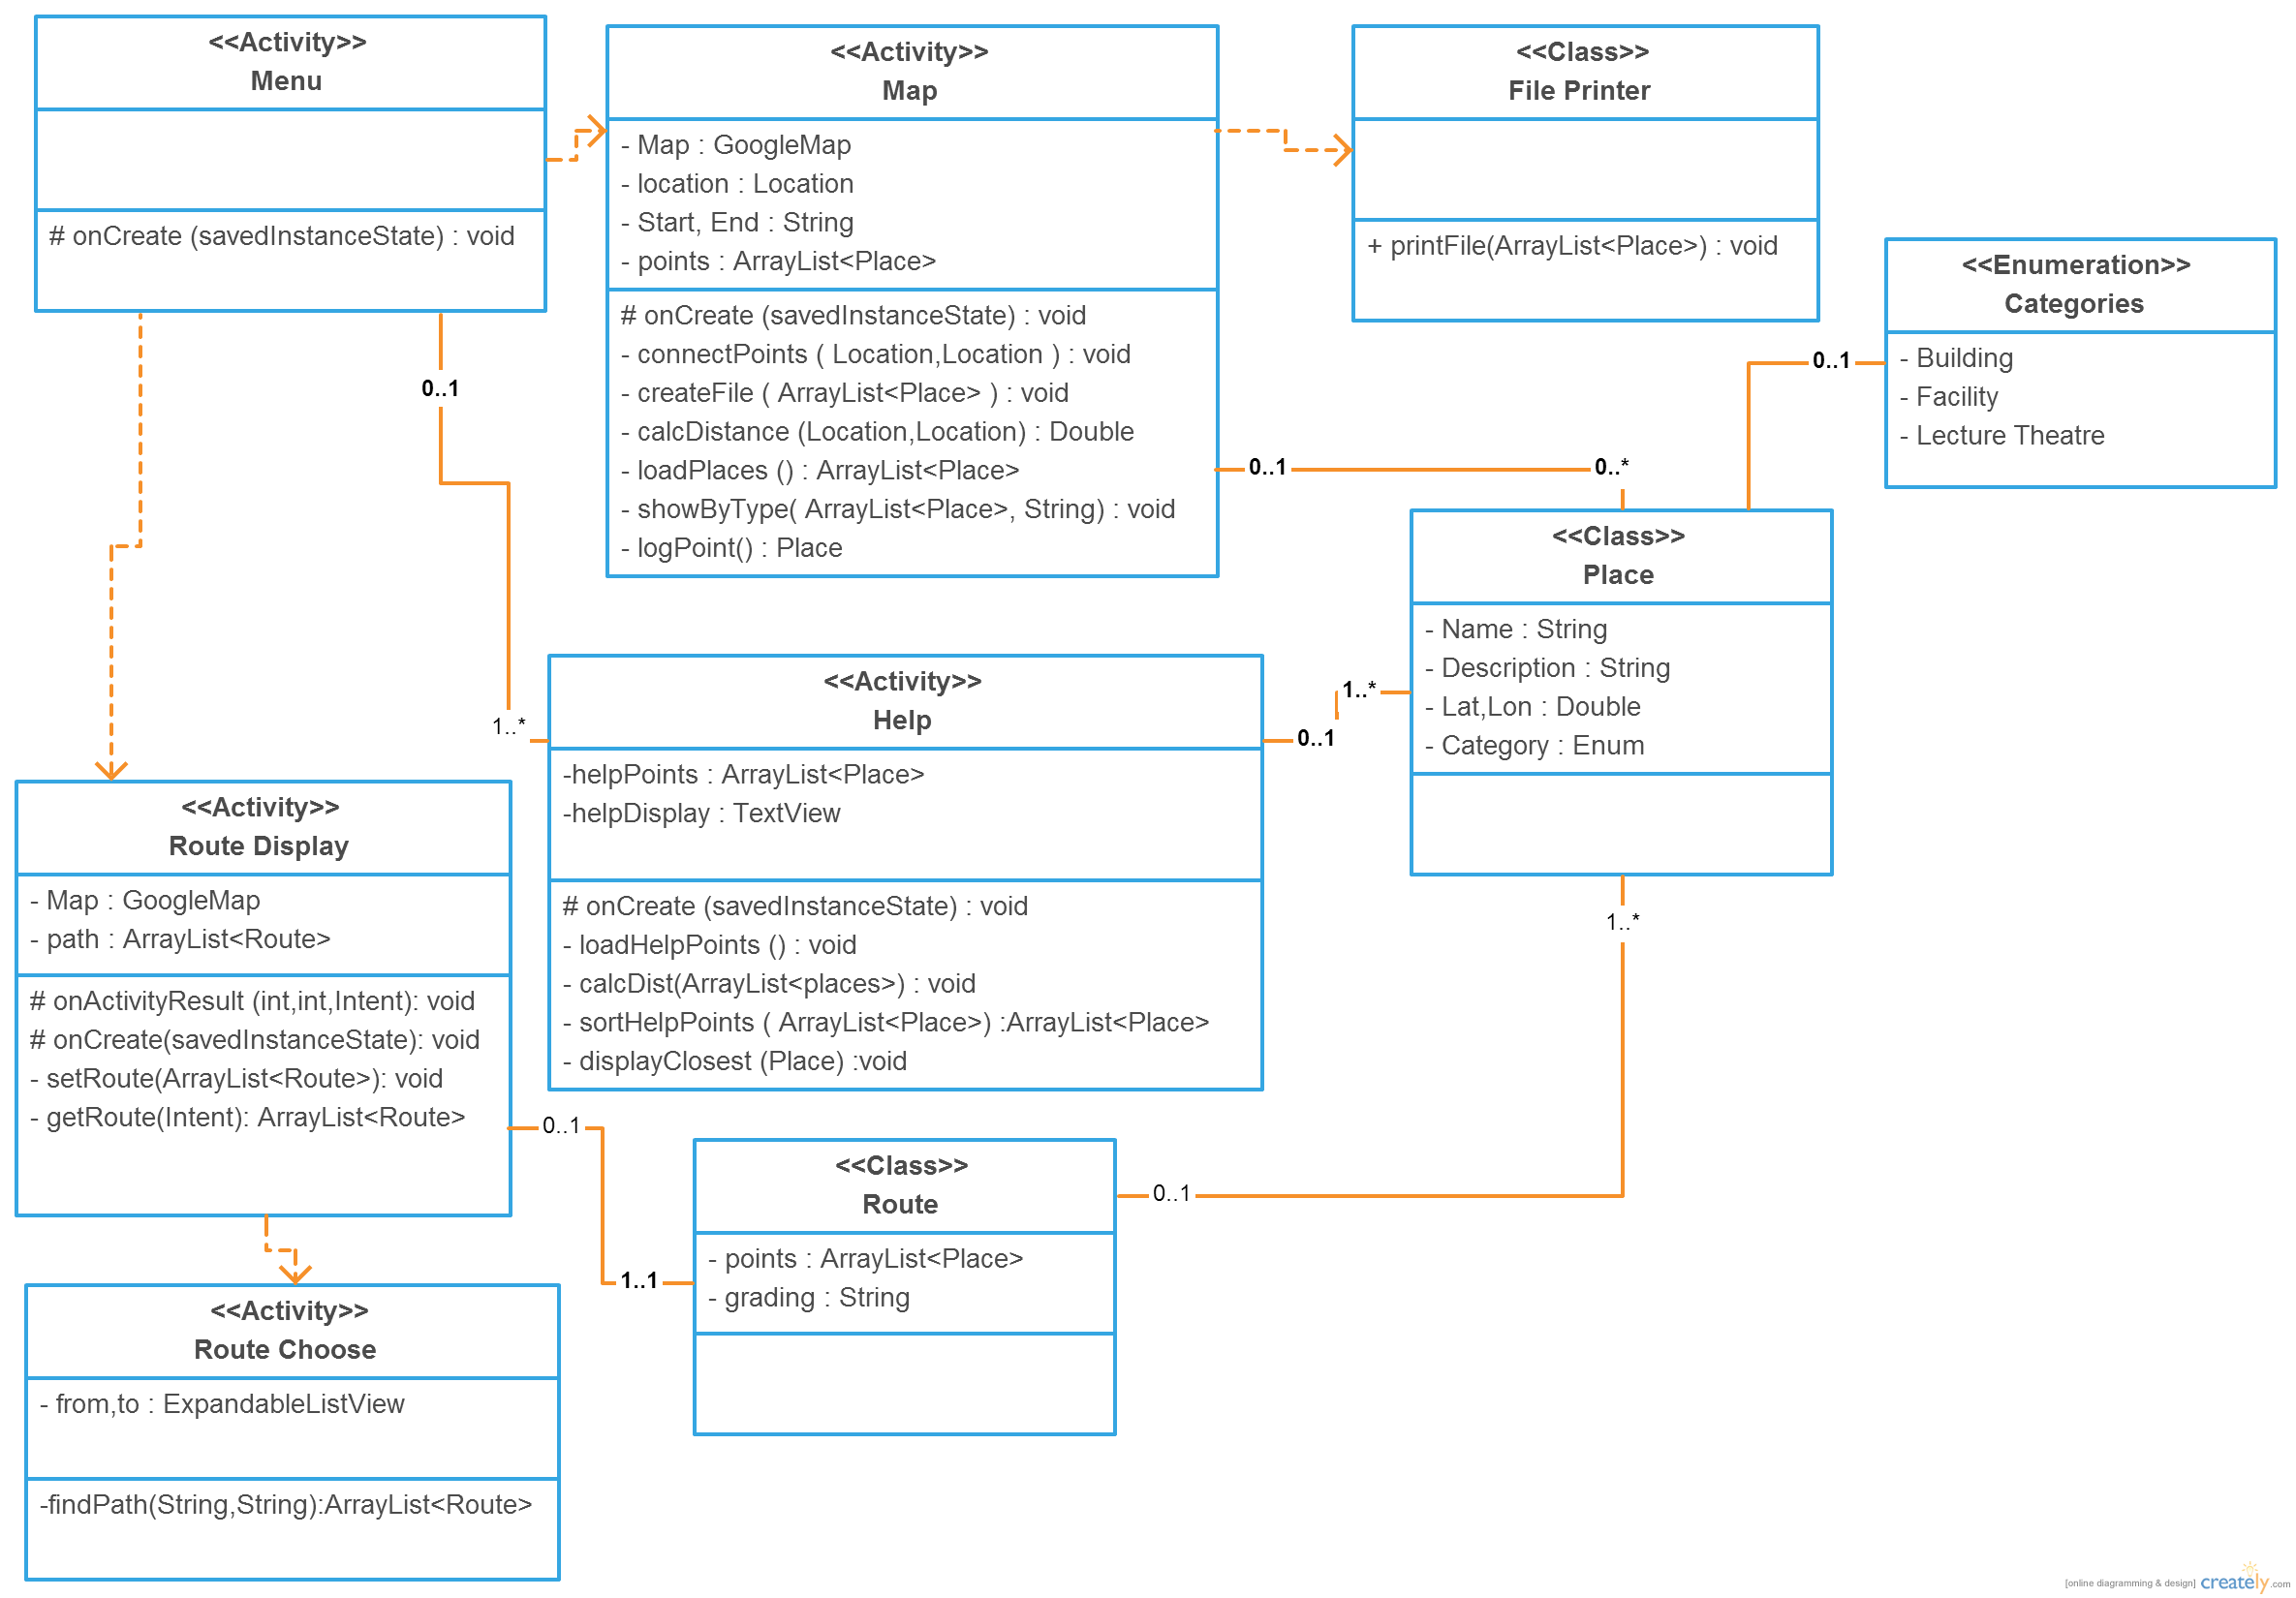 <<Activity>>
Menu
# onCreate (savedInstanceState) : void
<<Activity>>
Map
- Map : GoogleMap
- location : Location
- Start, End : String
- points : ArrayList<Place>
# onCreate (savedInstanceState) : void
- connectPoints ( Location,Location ) : void
- createFile ( ArrayList<Place> ) : void
- calcDistance (Location,Location) : Double
- loadPlaces () : ArrayList<Place>
- showByType( ArrayList<Place>, String) : void
- logPoint() : Place
<<Class>>
File Printer
+ printFile(ArrayList<Place>) : void
<<Enumeration>>
Categories
- Building
- Facility
- Lecture Theatre
0..1
0..1
0..1
0..*
<<Class>>
Place
- Name : String
- Description : String
- Lat,Lon : Double
- Category : Enum
1..*
<<Activity>>
Help
-helpPoints : ArrayList<Place>
-helpDisplay : TextView
# onCreate (savedInstanceState) : void
- loadHelpPoints () : void
- calcDist(ArrayList<places>) : void
- sortHelpPoints ( ArrayList<Place>) :ArrayList<Place>
- displayClosest (Place) :void
0..1
1..*
<<Activity>>
Route Display
- Map : GoogleMap
- path : ArrayList<Route>
# onActivityResult (int,int,Intent): void
# onCreate(savedInstanceState): void
- setRoute(ArrayList<Route>): void
- getRoute(Intent): ArrayList<Route>
0..1
1..1
<<Class>>
Route
- points : ArrayList<Place>
- grading : String
0..1
1..*
<<Activity>>
Route Choose
- from,to : ExpandableListView
-findPath(String,String):ArrayList<Route>
[online diagramming & design] creately.com